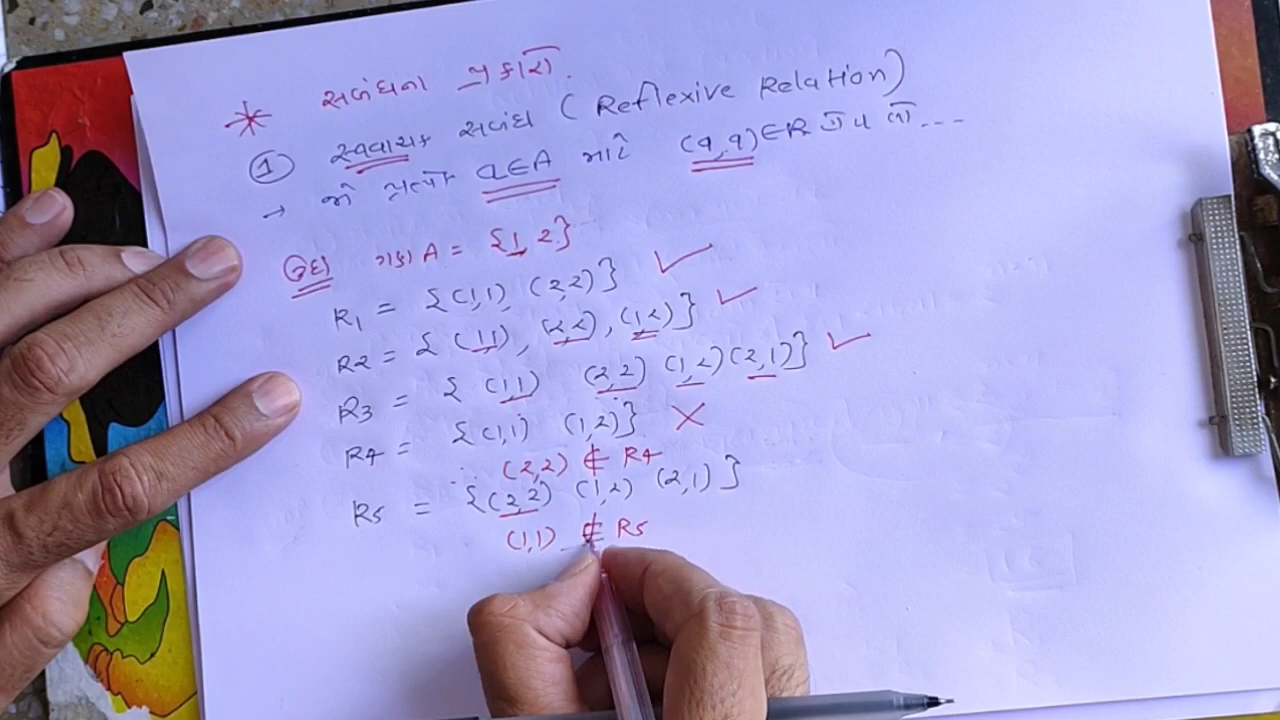 * સબંધના પ્રકારો.
① સ્વવાચક સબંધ ( Reflexive Relation )
→ જો પ્રત્યેક a∈A માટે (a,a)∈R થાય તો...
ઉદા ગણ A = {1, 2}
R1 = {(1,1) (2,2)} ✓
R2 = { (1,1), (2,2), (1,2)} ✓
R3 = { (1,1) (2,2) (1,2) (2,1)} ✓
R4 = {(1,1) (1,2)} ✗
∴ (2,2) ∉ R4
R5 = {(2,2) (1,2) (2,1)}
(1,1) ∉ R5